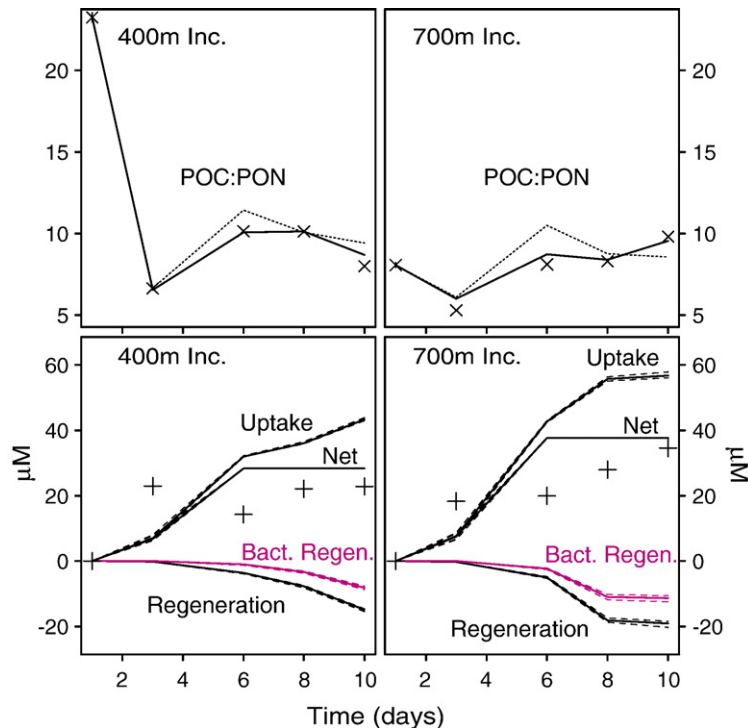 400m Inc.
700m Inc.
20
20
POC:PON
POC:PON
15
15
10
10
5
5
400m Inc.
700m Inc.
60
60
Uptake
Uptake
40
40
Net
Net
μM
μM
20
20
Bact. Regen.
Bact. Regen.
0
0
Regeneration
Regeneration
-20
-20
2 4 6 8 10 2 4 6 8 10
Time (days)